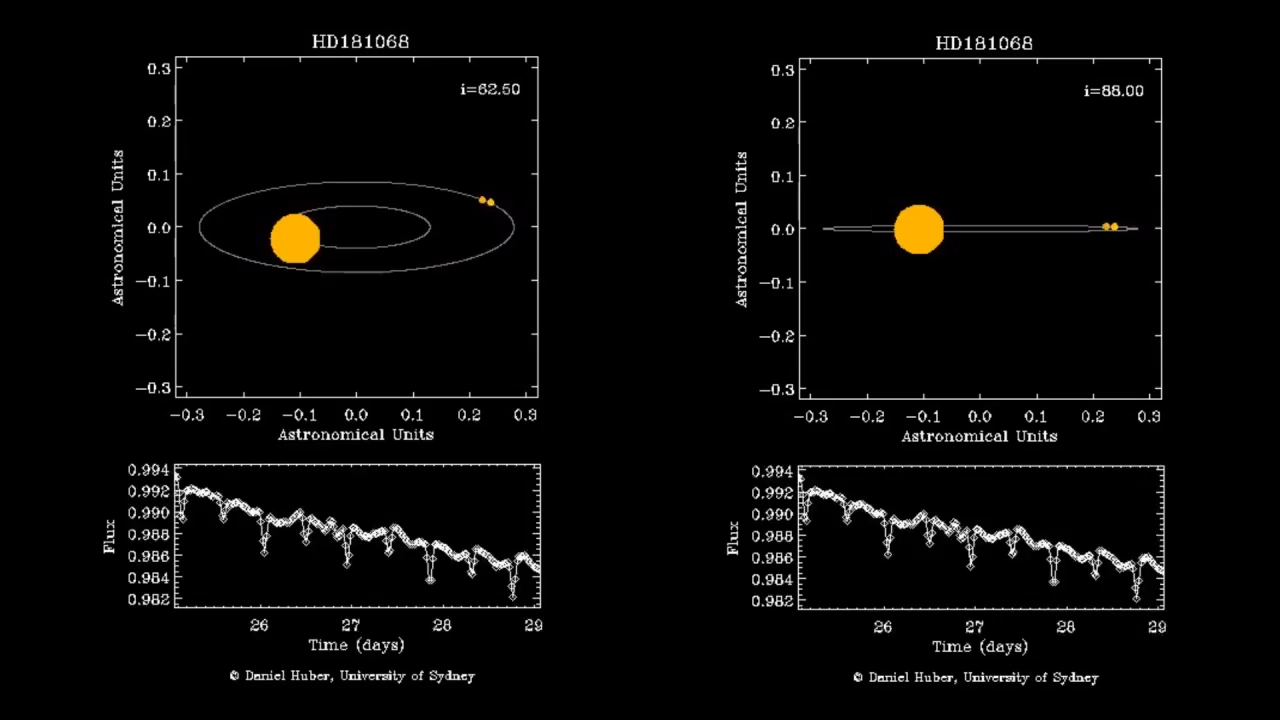 HD181068
i=62.50
Astronomical Units
0.3
0.2
0.1
0.0
−0.1
−0.2
−0.3
−0.3 −0.2 −0.1 0.0 0.1 0.2 0.3
Astronomical Units
Flux
0.994
0.992
0.990
0.988
0.986
0.984
0.982
26 27 28 29
Time (days)
© Daniel Huber, University of Sydney
HD181068
i=88.00
Astronomical Units
0.3
0.2
0.1
0.0
−0.1
−0.2
−0.3
−0.3 −0.2 −0.1 0.0 0.1 0.2 0.3
Astronomical Units
Flux
0.994
0.992
0.990
0.988
0.986
0.984
0.982
26 27 28 29
Time (days)
© Daniel Huber, University of Sydney